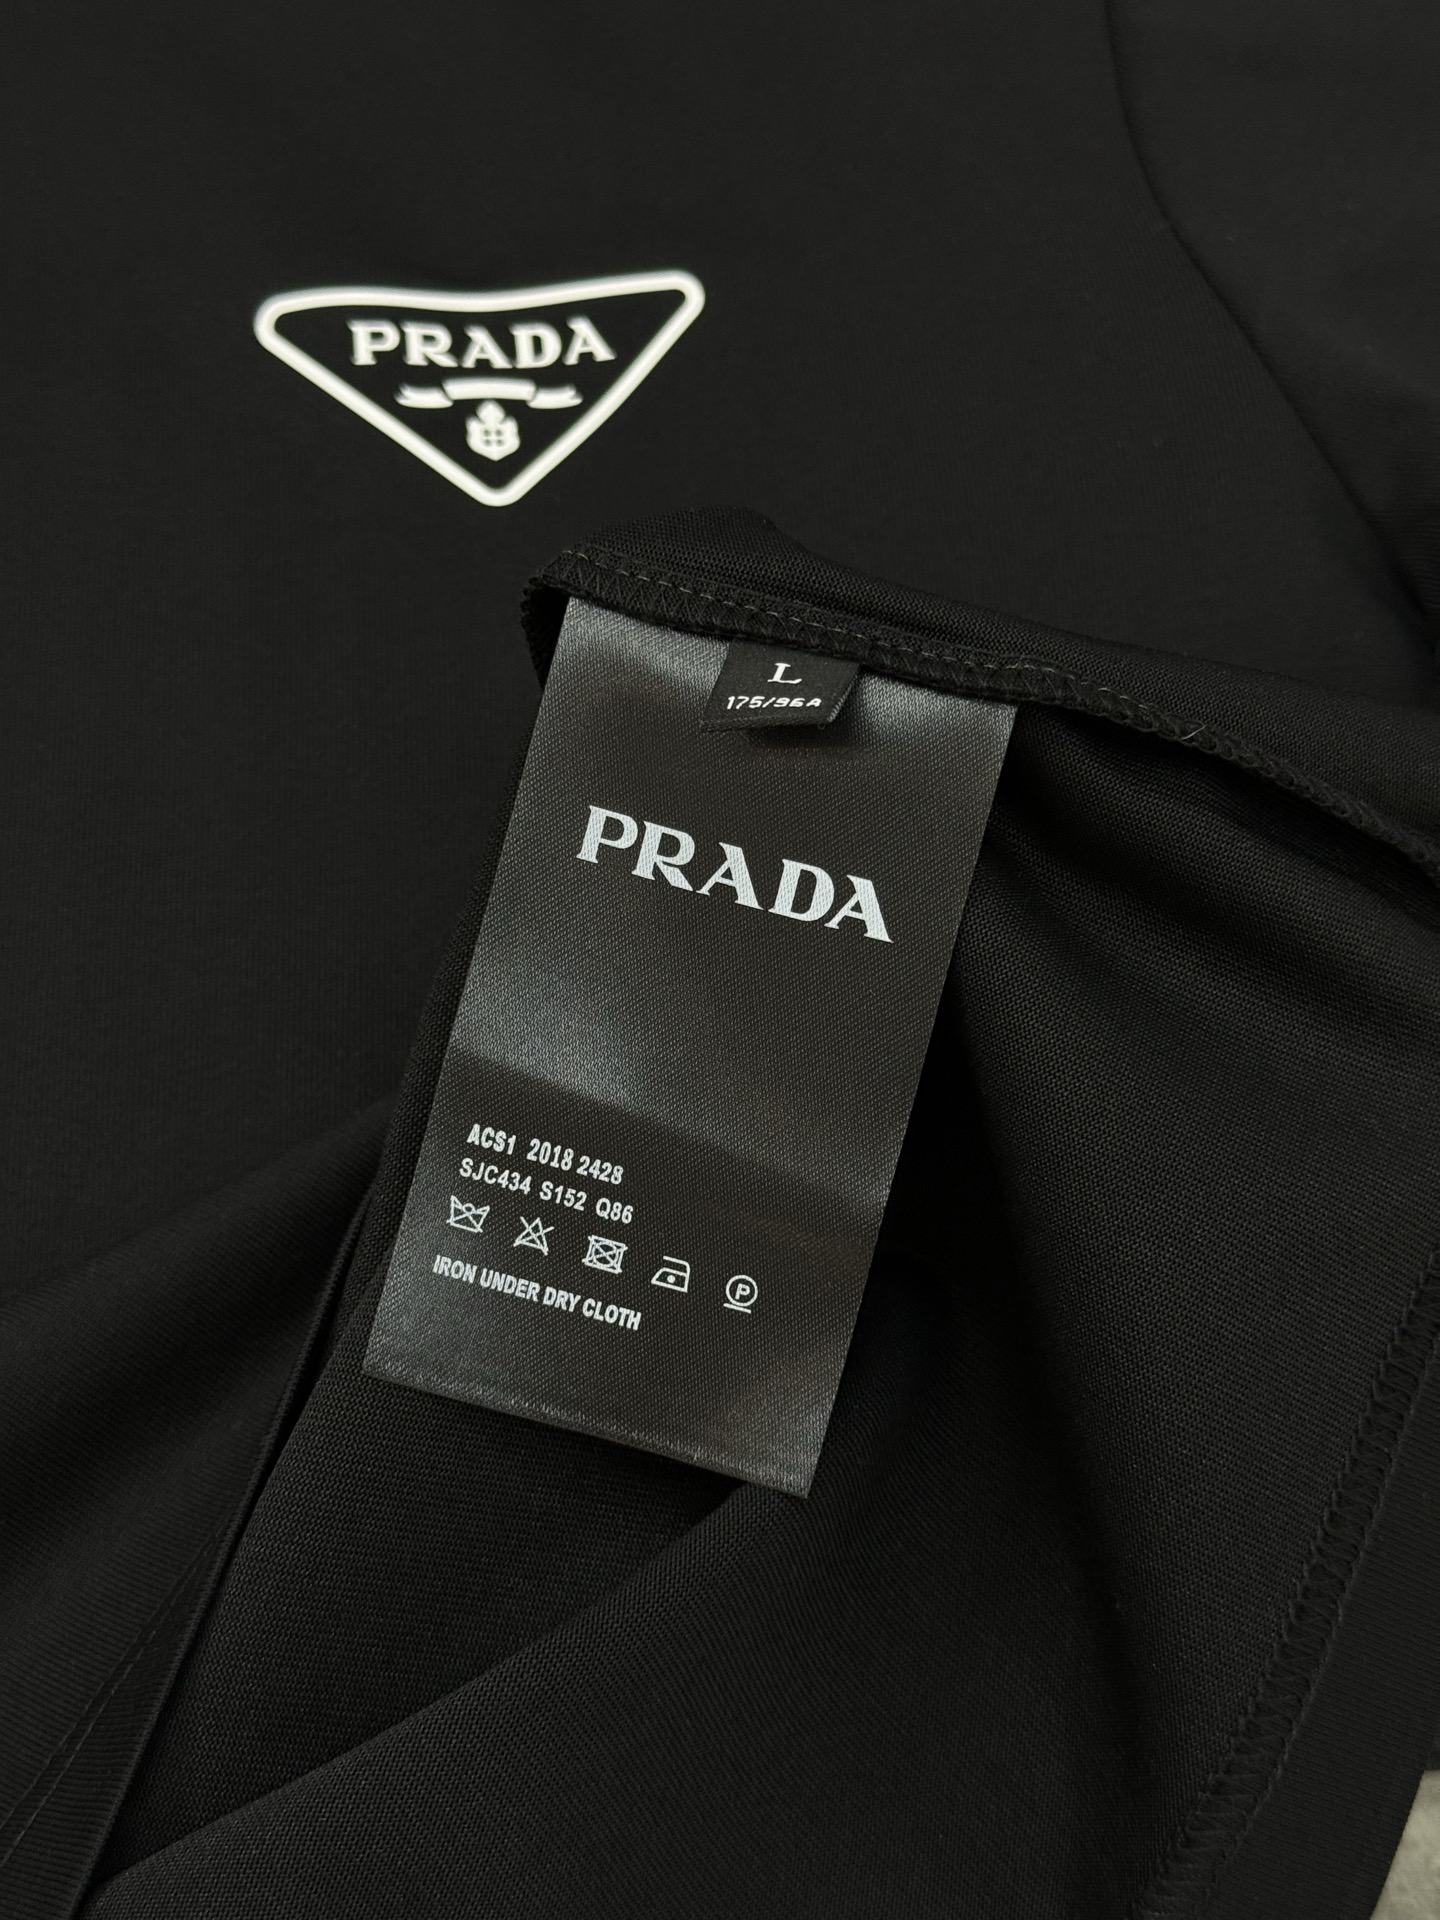 PRADA
L
175/96A
PRADA
ACS1 2018 2428
SJC434 S152 Q86
P
IRON UNDER DRY CLOTH